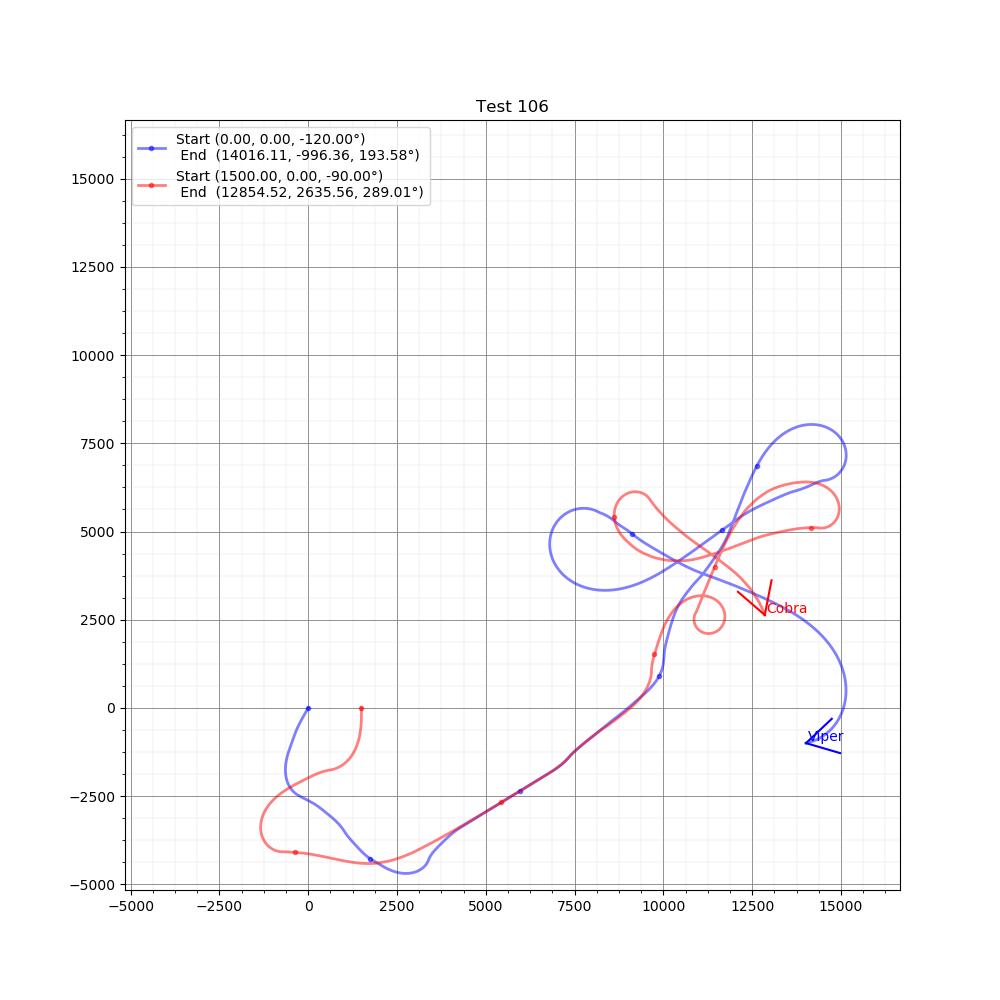 Test 106
Start (0.00, 0.00, -120.00°)
End  (14016.11, -996.36, 193.58°)
Start (1500.00, 0.00, -90.00°)
End  (12854.52, 2635.56, 289.01°)
15000
12500
10000
7500
5000
2500
0
−2500
−5000
Cobra
Viper
−5000 −2500 0 2500 5000 7500 10000 12500 15000